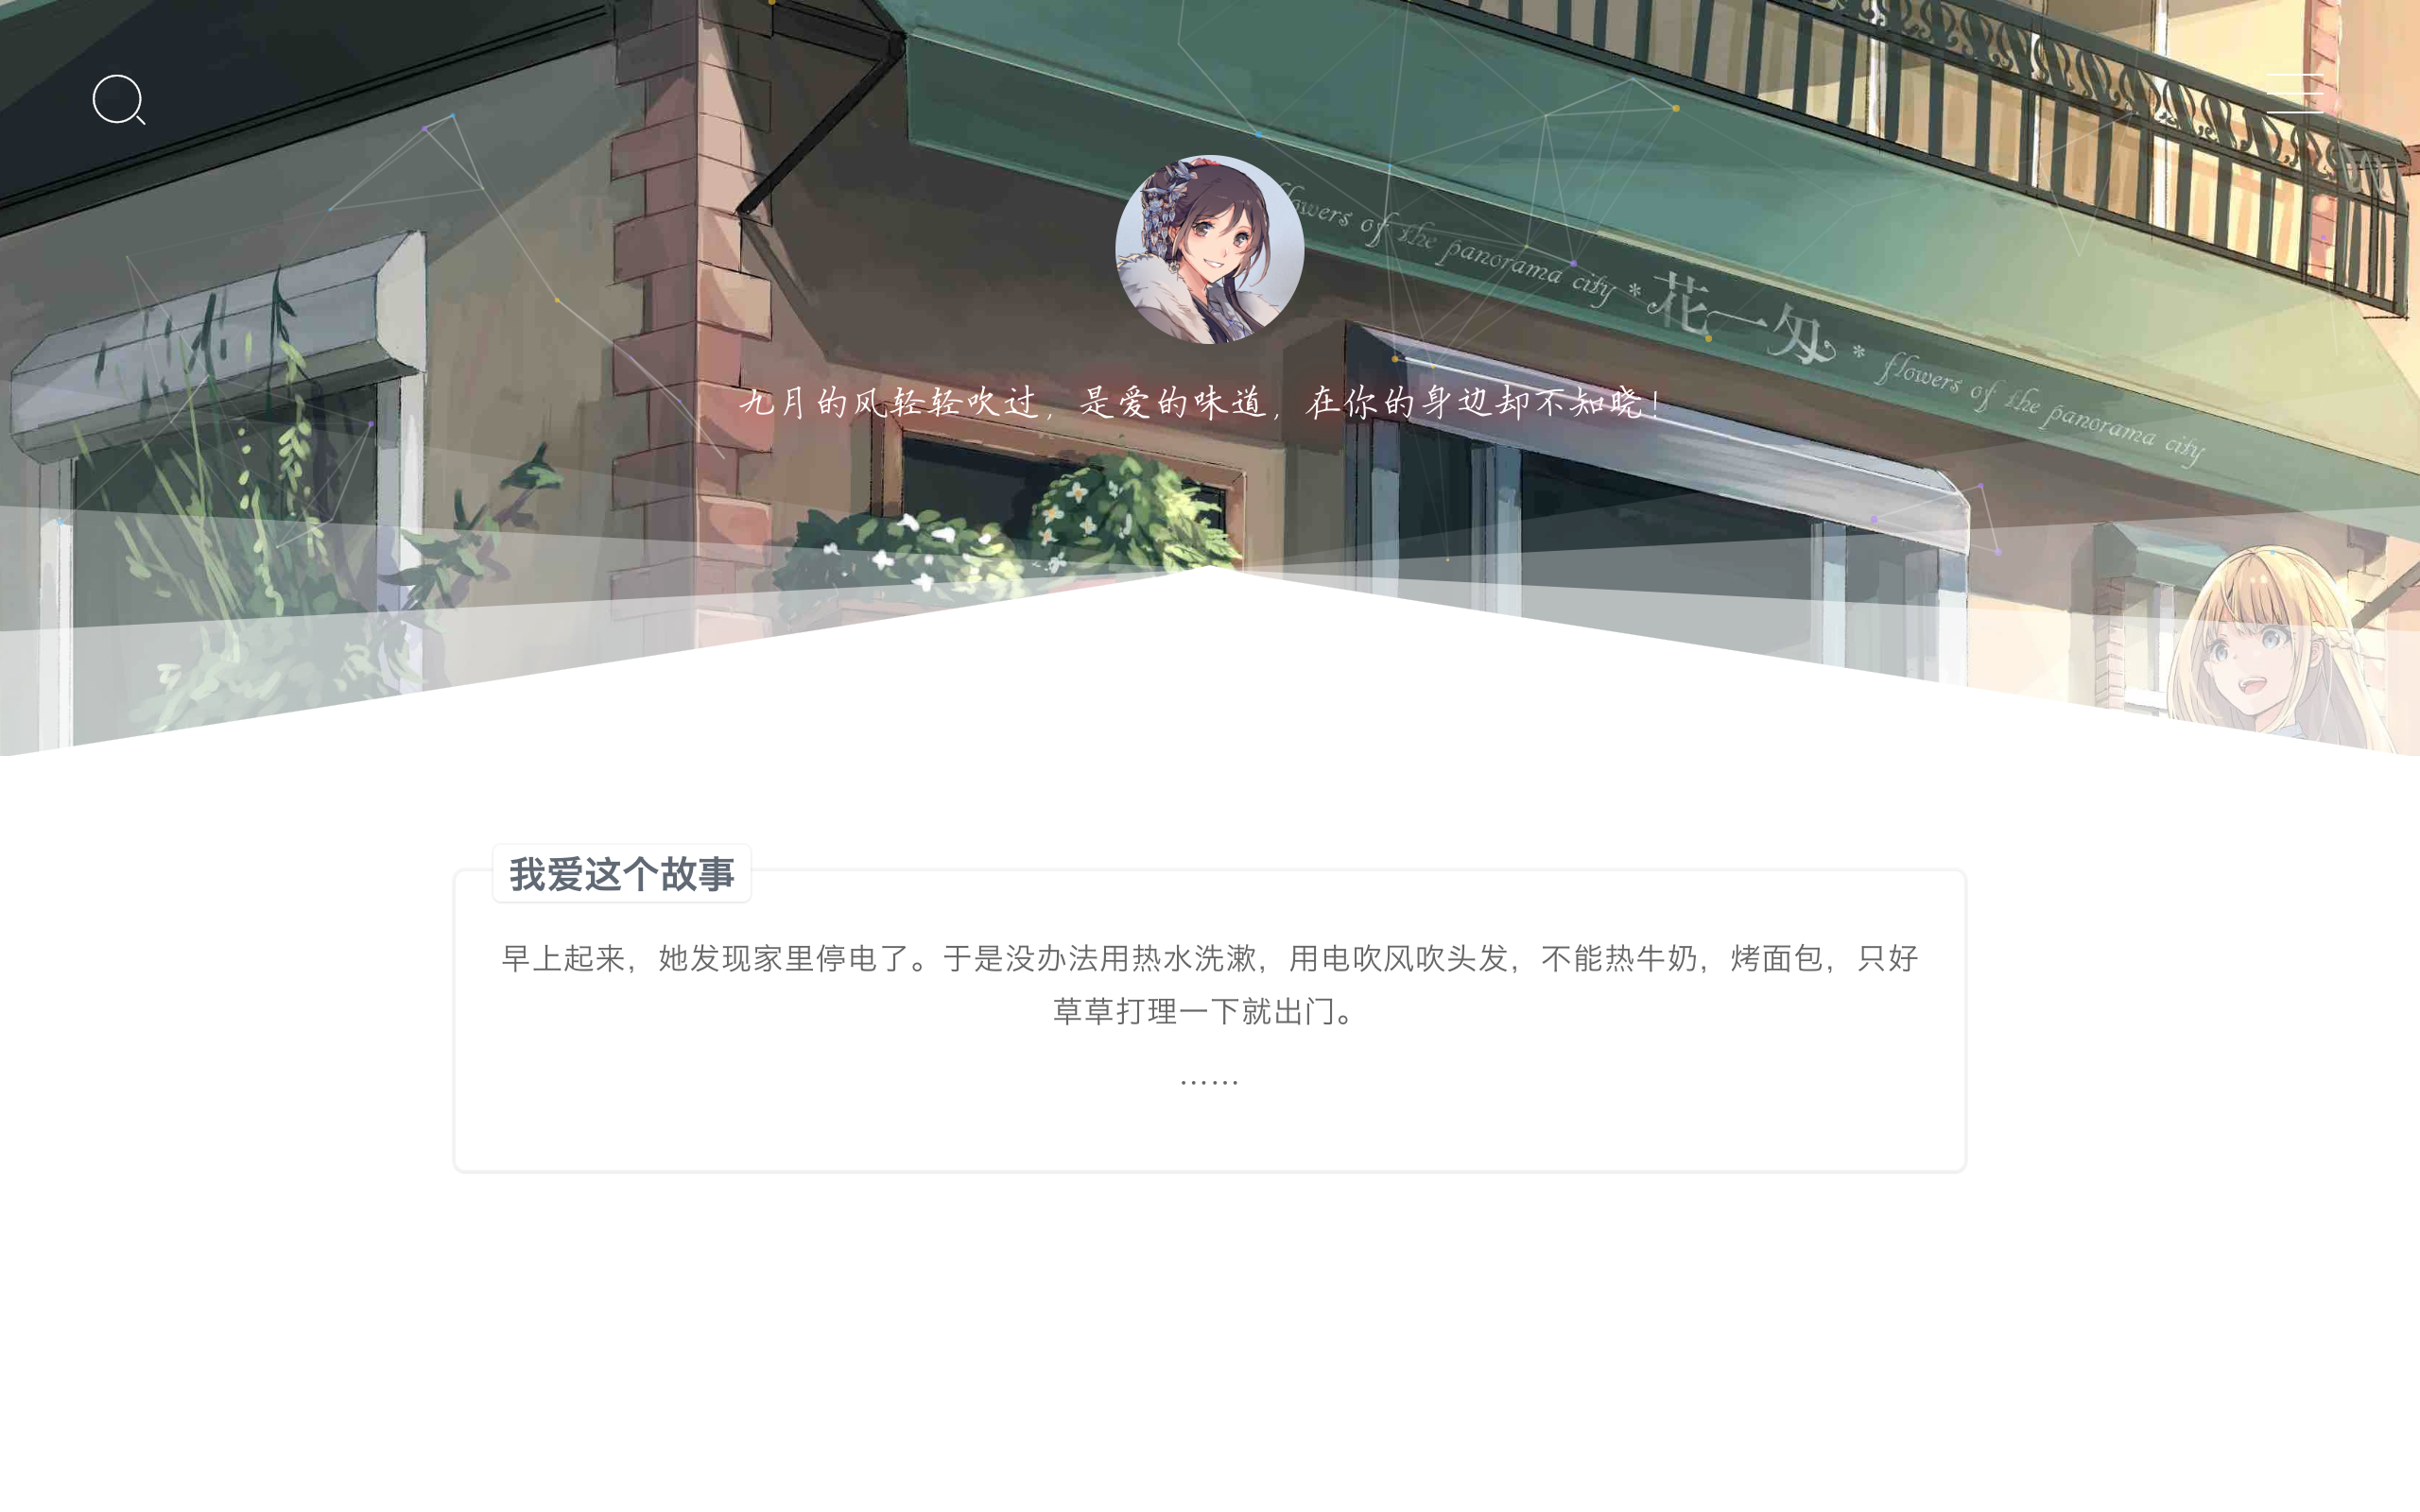 flowers of the panorama city * 花一匁 * flowers of the panorama city
九月的风轻轻吹过，是爱的味道，在你的身边却不知晓！
我爱这个故事
早上起来，她发现家里停电了。于是没办法用热水洗漱，用电吹风吹头发，不能热牛奶，烤面包，只好
草草打理一下就出门。
……